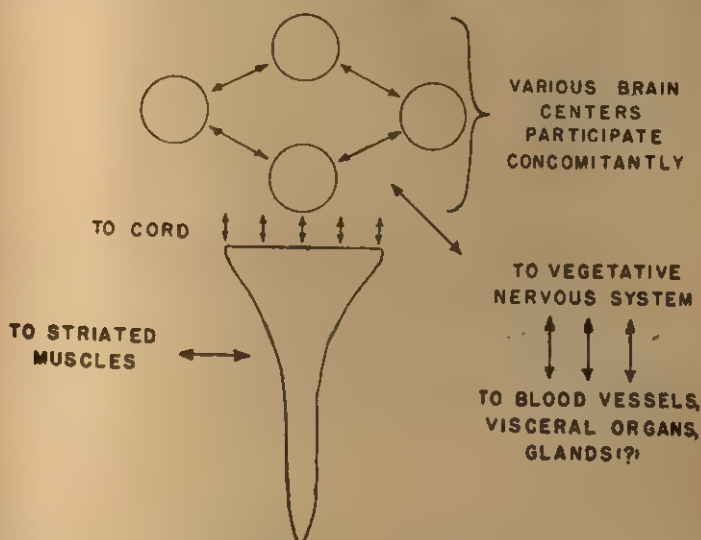 VARIOUS BRAIN
CENTERS
PARTICIPATE
CONCOMITANTLY
TO CORD
TO VEGETATIVE
NERVOUS SYSTEM
TO STRIATED
MUSCLES
TO BLOOD VESSELS,
VISCERAL ORGANS,
GLANDS(?)